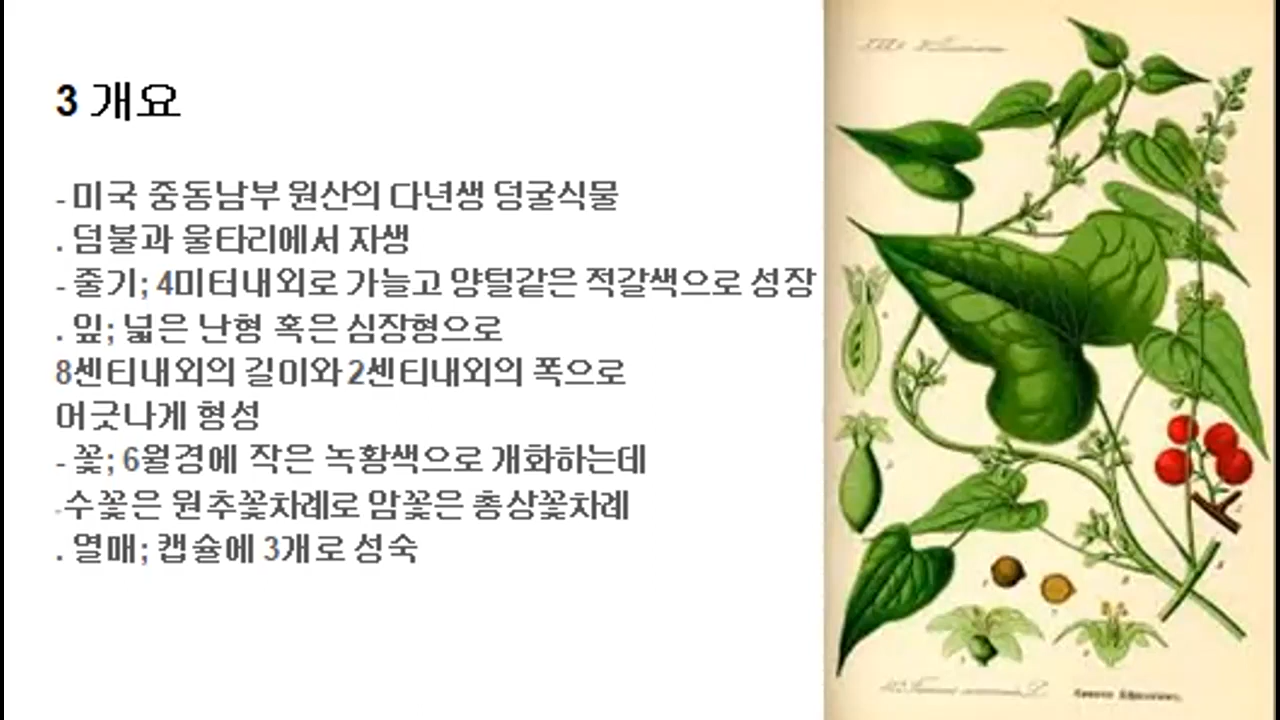 3 개요
- 미국 중동남부 원산의 다년생 덩굴식물
. 덤불과 울타리에서 자생
- 줄기; 4미터내외로 가늘고 양털같은 적갈색으로 성장
. 잎; 넓은 난형 혹은 심장형으로
8센티내외의 길이와 2센티내외의 폭으로
어긋나게 형성
- 꽃; 6월경에 작은 녹황색으로 개화하는데
.수꽃은 원추꽃차례로 암꽃은 총상꽃차례
. 열매; 캡슐에 3개로 성숙